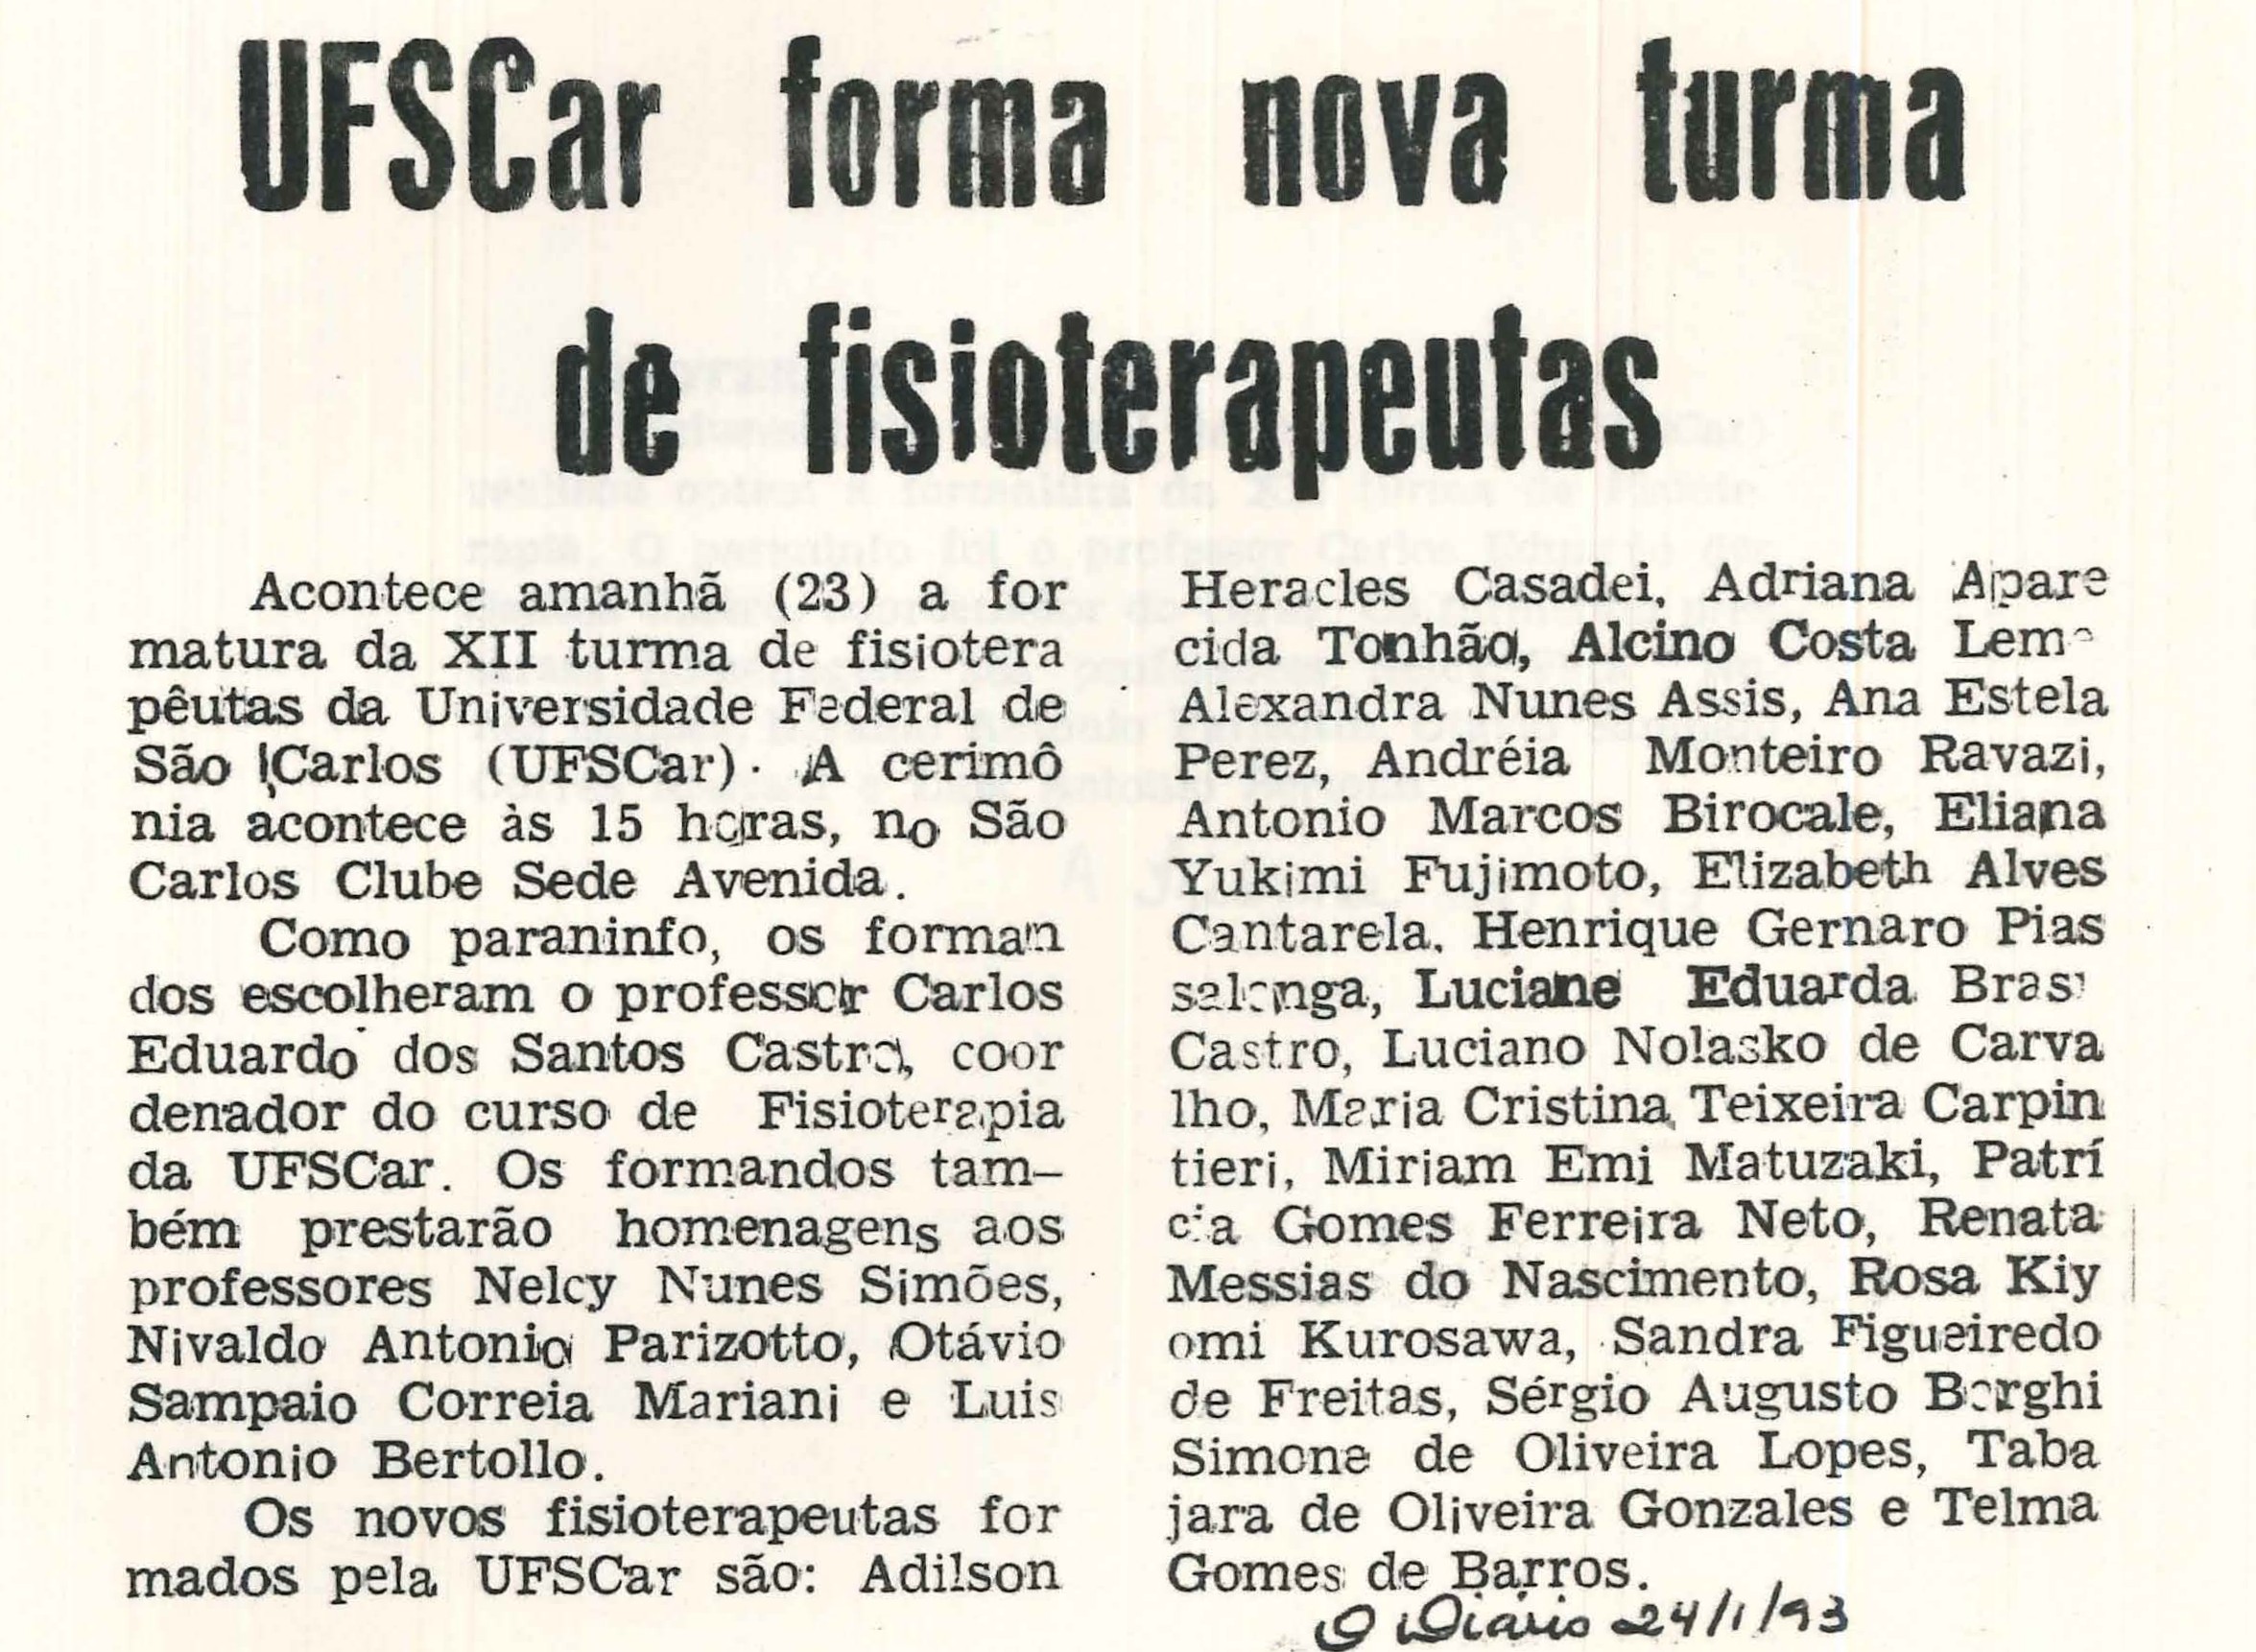 UFSCar forma nova turma
de fisioterapeutas
Acontece amanhã (23) a for
matura da XII turma de fisiotera
pêutas da Universidade Federal de
São Carlos (UFSCar). A cerimô
nia acontece às 15 horas, no São
Carlos Clube Sede Avenida.
Como paraninfo, os forman
dos escolheram o professor Carlos
Eduardo dos Santos Castro, coor
denador do curso de Fisioterapia
da UFSCar. Os formandos tam-
bém prestarão homenagens aos
professores Nelcy Nunes Simões,
Nivaldo Antonio Parizotto, Otávio
Sampaio Correia Mariani e Luis
Antonio Bertollo.
Os novos fisioterapeutas for
mados pela UFSCar são: Adilson
Heracles Casadei, Adriana Apare
cida Tonhão, Alcino Costa Leme
Alexandra Nunes Assis, Ana Estela
Perez, Andréia Monteiro Ravazi,
Antonio Marcos Birocale, Eliana
Yukimi Fujimoto, Elizabeth Alves
Cantarela, Henrique Gernaro Pias
salonga, Luciane Eduarda Bras
Castro, Luciano Nolasko de Carva
lho, Maria Cristina Teixeira Carpin
tieri, Miriam Emi Matuzaki, Patrí
cia Gomes Ferreira Neto, Renata
Messias do Nascimento, Rosa Kiy
omi Kurosawa, Sandra Figueiredo
de Freitas, Sérgio Augusto Borghi
Simone de Oliveira Lopes, Taba
jara de Oliveira Gonzales e Telma
Gomes de Barros.
O Diário 24/1/93